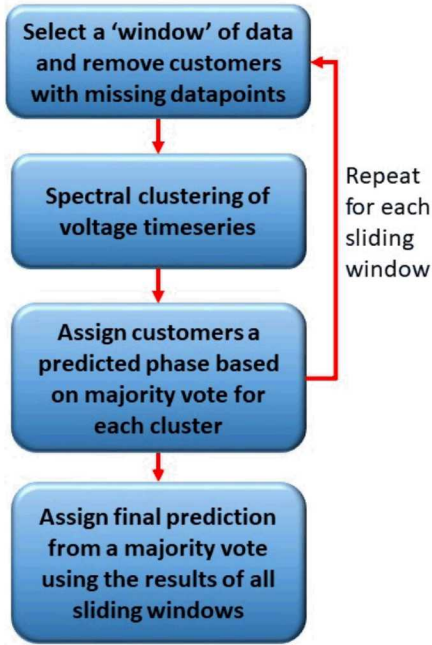 Select a ‘window’ of data
and remove customers
with missing datapoints
Spectral clustering of
voltage timeseries
Repeat
for each
sliding
window
Assign customers a
predicted phase based
on majority vote for
each cluster
Assign final prediction
from a majority vote
using the results of all
sliding windows